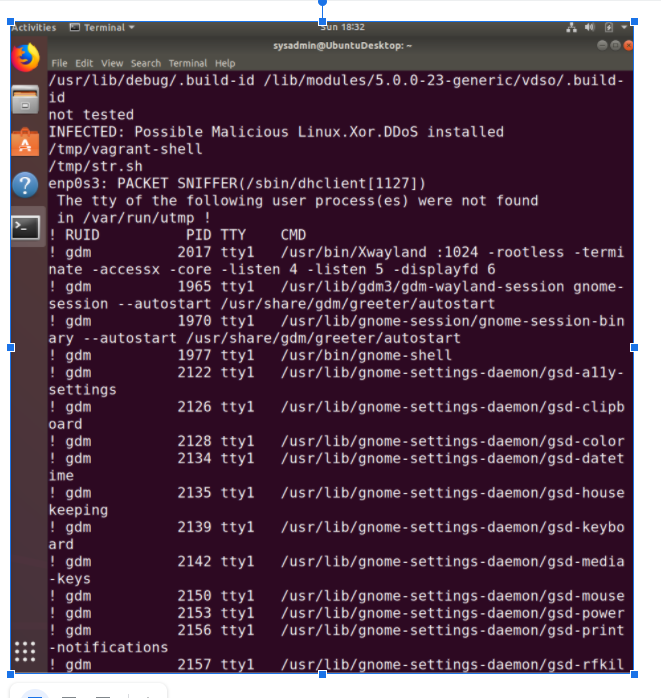 Activities Terminal Sun 18:32
sysadmin@UbuntuDesktop: ~
File Edit View Search Terminal Help
/usr/lib/debug/.build-id /lib/modules/5.0.0-23-generic/vdso/.build-
id
not tested
INFECTED: Possible Malicious Linux.Xor.DDoS installed
/tmp/vagrant-shell
/tmp/str.sh
enp0s3: PACKET SNIFFER(/sbin/dhclient[1127])
The tty of the following user process(es) were not found
in /var/run/utmp !
! RUID PID TTY CMD
! gdm 2017 tty1 /usr/bin/Xwayland :1024 -rootless -termi
nate -accessx -core -listen 4 -listen 5 -displayfd 6
! gdm 1965 tty1 /usr/lib/gdm3/gdm-wayland-session gnome-
session --autostart /usr/share/gdm/greeter/autostart
! gdm 1970 tty1 /usr/lib/gnome-session/gnome-session-bin
ary --autostart /usr/share/gdm/greeter/autostart
! gdm 1977 tty1 /usr/bin/gnome-shell
! gdm 2122 tty1 /usr/lib/gnome-settings-daemon/gsd-a11y-
settings
! gdm 2126 tty1 /usr/lib/gnome-settings-daemon/gsd-clipb
oard
! gdm 2128 tty1 /usr/lib/gnome-settings-daemon/gsd-color
! gdm 2134 tty1 /usr/lib/gnome-settings-daemon/gsd-datet
ime
! gdm 2135 tty1 /usr/lib/gnome-settings-daemon/gsd-house
keeping
! gdm 2139 tty1 /usr/lib/gnome-settings-daemon/gsd-keybo
ard
! gdm 2142 tty1 /usr/lib/gnome-settings-daemon/gsd-media
-keys
! gdm 2150 tty1 /usr/lib/gnome-settings-daemon/gsd-mouse
! gdm 2153 tty1 /usr/lib/gnome-settings-daemon/gsd-power
! gdm 2156 tty1 /usr/lib/gnome-settings-daemon/gsd-print
-notifications
! gdm 2157 tty1 /usr/lib/gnome-settings-daemon/gsd-rfkil